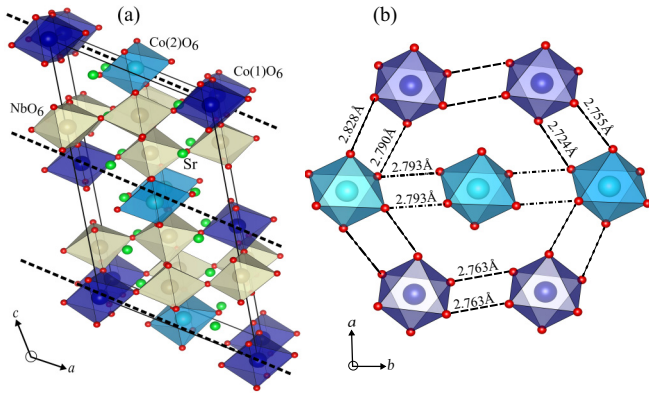 (a)
Co(2)O6
Co(1)O6
NbO6
Sr
c
a
(b)
2.828Å
2.790Å
2.755Å
2.724Å
2.793Å
2.793Å
2.763Å
2.763Å
a
b